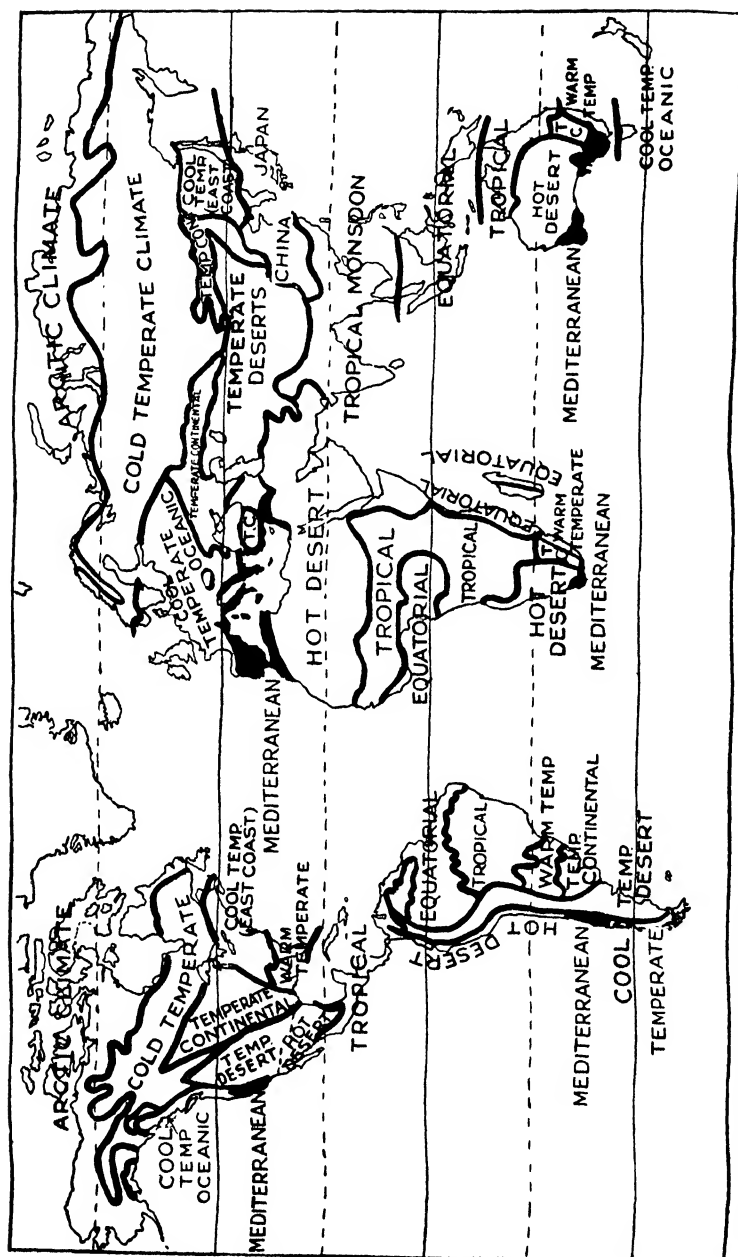 ARCTIC CLIMATE
COLD TEMPERATE
COOL
TEMP
OCEANIC
TEMPERATE
CONTINENTAL
TEMP.
DESERT
HOT
DESERT
MEDITERRANEAN
COOL TEMP
(EAST COAST)
WARM
TEMPERATE
TROPICAL
EQUATORIAL
TROPICAL
HOT
DESERT
WARM TEMP
TEMP
CONTINENTAL
MEDITERRANEAN
COOL
TEMPERATE
TEMP.
DESERT
ARCTIC CLIMATE
COLD TEMPERATE CLIMATE
COOL
TEMPERATE
OCEANIC
TEMPERATE CONTINENTAL
T.C.
MEDITERRANEAN
HOT DESERT
TROPICAL
EQUATORIAL
TROPICAL
EQUATORIAL
EQUATORIAL
HOT
DESERT
T
WARM
TEMPERATE
MEDITERRANEAN
TEMPERATE
DESERTS
TEMP CON
COOL
TEMP
(EAST
COAST)
JAPAN
CHINA
TROPICAL MONSOON
EQUATORIAL
TROPICAL
HOT
DESERT
T
C
WARM
TEMP
MEDITERRANEAN
COOL TEMP.
OCEANIC